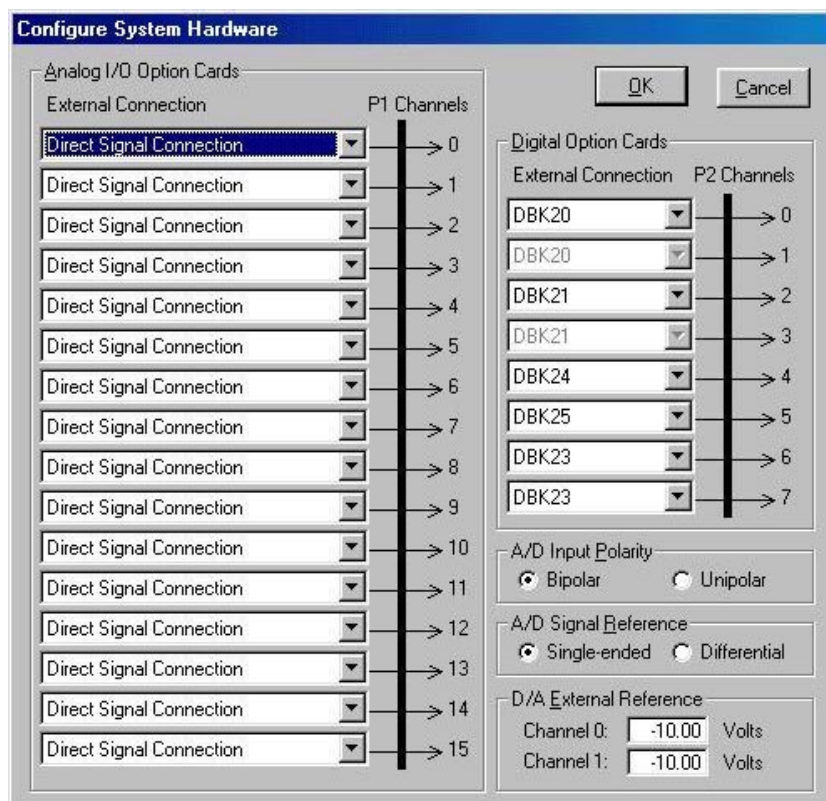 Configure System Hardware
Analog I/O Option Cards
External Connection P1 Channels
Direct Signal Connection 0
Direct Signal Connection 1
Direct Signal Connection 2
Direct Signal Connection 3
Direct Signal Connection 4
Direct Signal Connection 5
Direct Signal Connection 6
Direct Signal Connection 7
Direct Signal Connection 8
Direct Signal Connection 9
Direct Signal Connection 10
Direct Signal Connection 11
Direct Signal Connection 12
Direct Signal Connection 13
Direct Signal Connection 14
Direct Signal Connection 15
OK Cancel
Digital Option Cards
External Connection P2 Channels
DBK20 0
DBK20 1
DBK21 2
DBK21 3
DBK24 4
DBK25 5
DBK23 6
DBK23 7
A/D Input Polarity
Bipolar Unipolar
A/D Signal Reference
Single-ended Differential
D/A External Reference
Channel 0: -10.00 Volts
Channel 1: -10.00 Volts